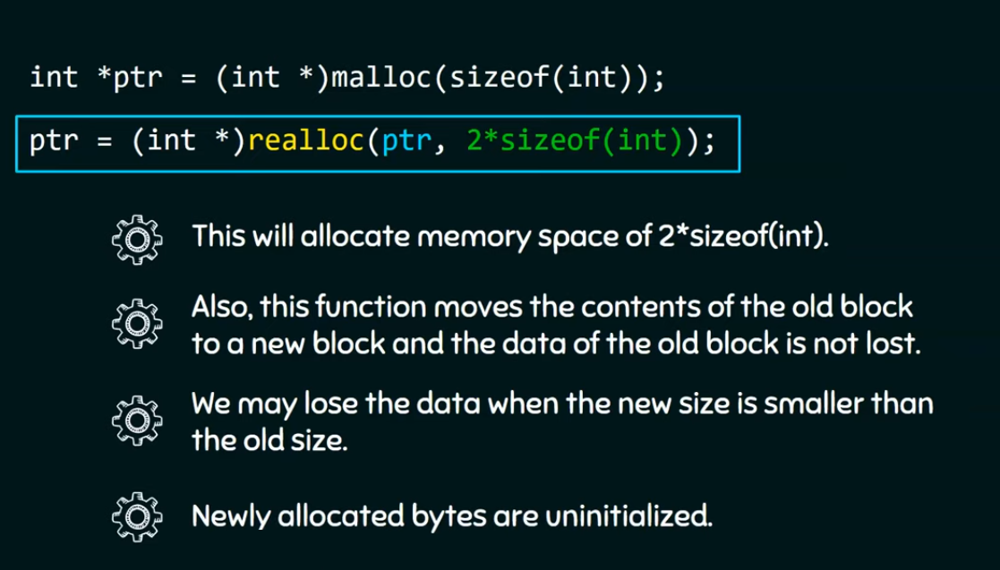 int *ptr = (int *)malloc(sizeof(int));
ptr = (int *)realloc(ptr, 2*sizeof(int));
This will allocate memory space of 2*sizeof(int).
Also, this function moves the contents of the old block
to a new block and the data of the old block is not lost.
We may lose the data when the new size is smaller than
the old size.
Newly allocated bytes are uninitialized.